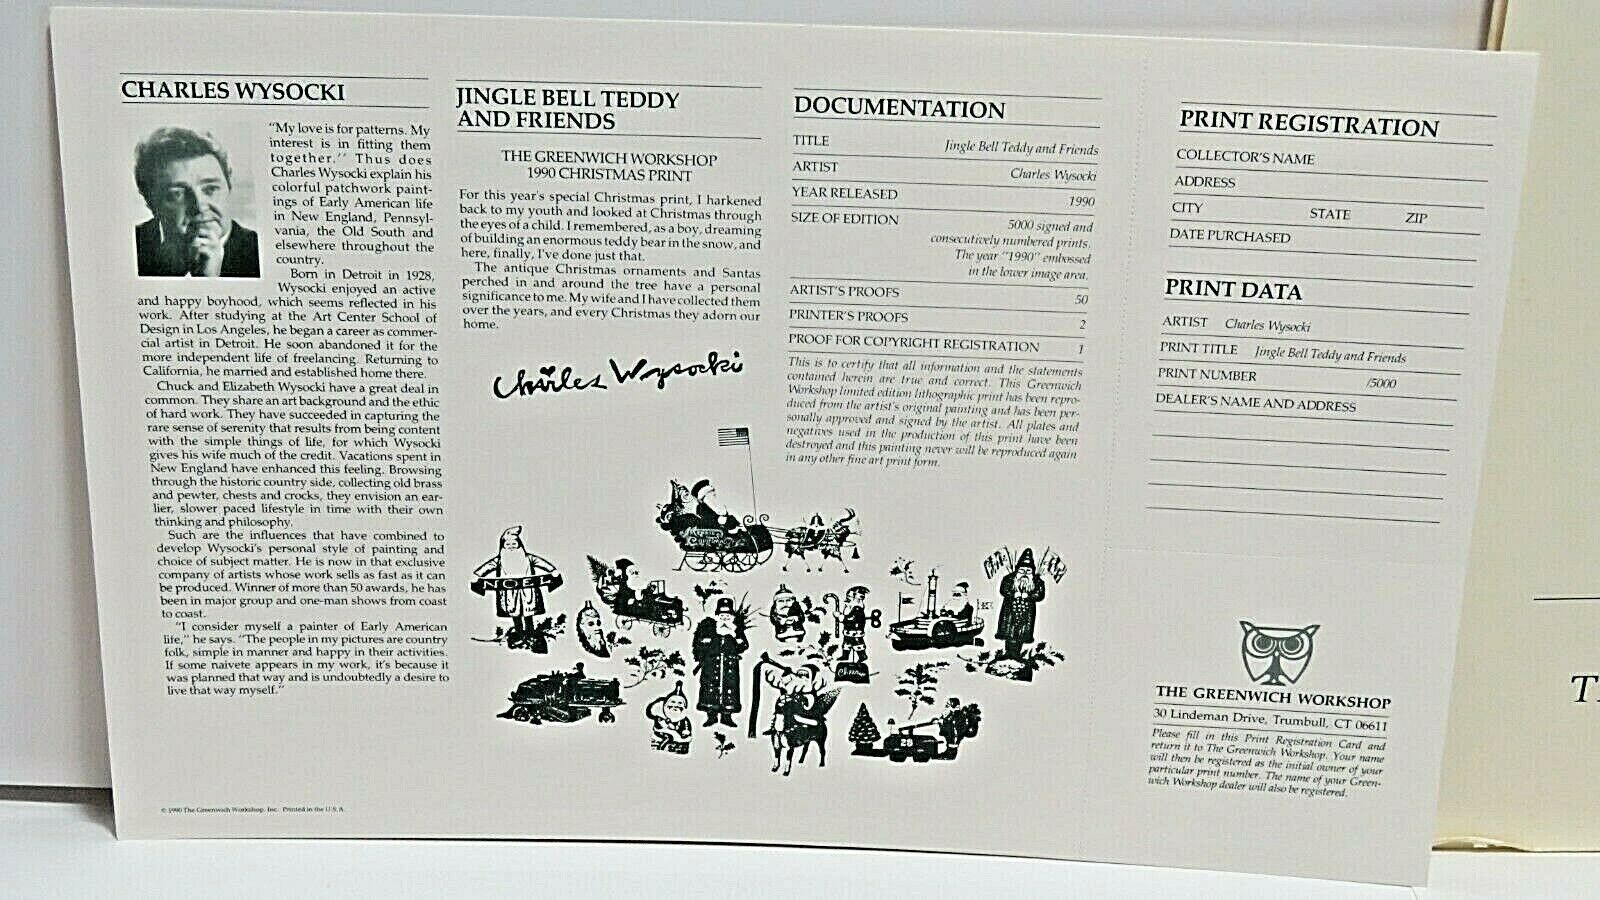 CHARLES WYSOCKI
"My love is for patterns. My
interest is in fitting them
together." Thus does
Charles Wysocki explain his
colorful patchwork paint-
ings of Early American life
in New England, Pennsyl-
vania, the Old South and
elsewhere throughout the
country.
Born in Detroit in 1928,
Wysocki enjoyed an active
and happy boyhood, which seems reflected in his
work. After studying at the Art Center School of
Design in Los Angeles, he began a career as commer-
cial artist in Detroit. He soon abandoned it for the
more independent life of freelancing. Returning to
California, he married and established home there.
Chuck and Elizabeth Wysocki have a great deal in
common. They share an art background and the ethic
of hard work. They have succeeded in capturing the
rare sense of serenity that results from being content
with the simple things of life, for which Wysocki
gives his wife much of the credit. Vacations spent in
New England have enhanced this feeling. Browsing
through the historic country side, collecting old brass
and pewter, chests and crocks, they envision an ear-
lier, slower paced lifestyle in time with their own
thinking and philosophy.
Such are the influences that have combined to
develop Wysocki's personal style of painting and
choice of subject matter. He is now in that exclusive
company of artists whose work sells as fast as it can
be produced. Winner of more than 50 awards, he has
been in major group and one-man shows from coast
to coast.
"I consider myself a painter of Early American
life," he says. "The people in my pictures are country
folk, simple in manner and happy in their activities.
If some naivete appears in my work, it's because it
was planned that way and is undoubtedly a desire to
live that way myself."
© 1990 The Greenwich Workshop, Inc. Printed in the U.S.A.
JINGLE BELL TEDDY
AND FRIENDS
THE GREENWICH WORKSHOP
1990 CHRISTMAS PRINT
For this year's special Christmas print, I harkened
back to my youth and looked at Christmas through
the eyes of a child. I remembered, as a boy, dreaming
of building an enormous teddy bear in the snow, and
here, finally, I've done just that.
The antique Christmas ornaments and Santas
perched in and around the tree have a personal
significance to me. My wife and I have collected them
over the years, and every Christmas they adorn our
home.
Charles Wysocki
NOEL
DOCUMENTATION
TITLE Jingle Bell Teddy and Friends
ARTIST Charles Wysocki
YEAR RELEASED 1990
SIZE OF EDITION 5000 signed and
consecutively numbered prints.
The year "1990" embossed
in the lower image area.
ARTIST'S PROOFS 50
PRINTER'S PROOFS 2
PROOF FOR COPYRIGHT REGISTRATION 1
This is to certify that all information and the statements
contained herein are true and correct. This Greenwich
Workshop limited edition lithographic print has been repro-
duced from the artist's original painting and has been per-
sonally approved and signed by the artist. All plates and
negatives used in the production of this print have been
destroyed and this painting never will be reproduced again
in any other fine art print form.
PRINT REGISTRATION
COLLECTOR'S NAME
ADDRESS
CITY STATE ZIP
DATE PURCHASED
PRINT DATA
ARTIST Charles Wysocki
PRINT TITLE Jingle Bell Teddy and Friends
PRINT NUMBER /5000
DEALER'S NAME AND ADDRESS
THE GREENWICH WORKSHOP
30 Lindeman Drive, Trumbull, CT 06611
Please fill in this Print Registration Card and
return it to The Greenwich Workshop. Your name
will then be registered as the initial owner of your
particular print number. The name of your Green-
wich Workshop dealer will also be registered.